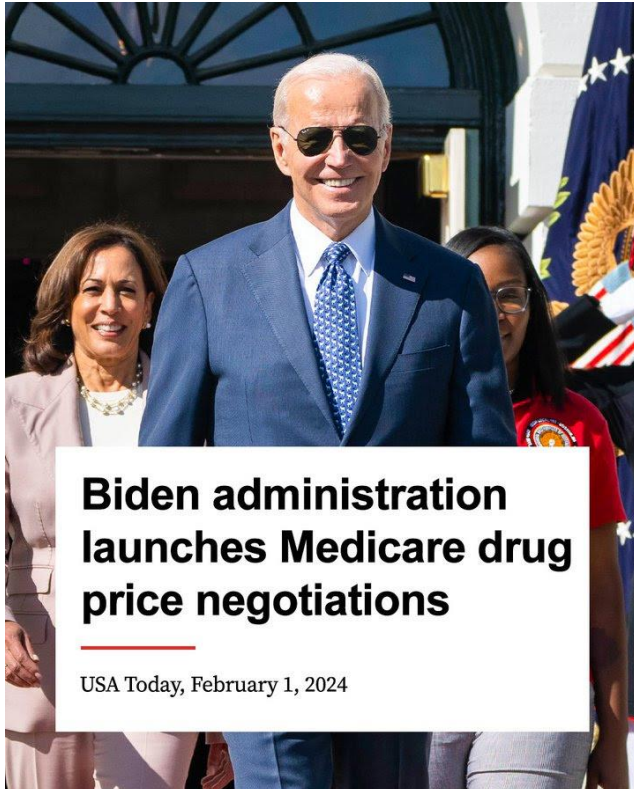 Biden administration
launches Medicare drug
price negotiations
USA Today, February 1, 2024